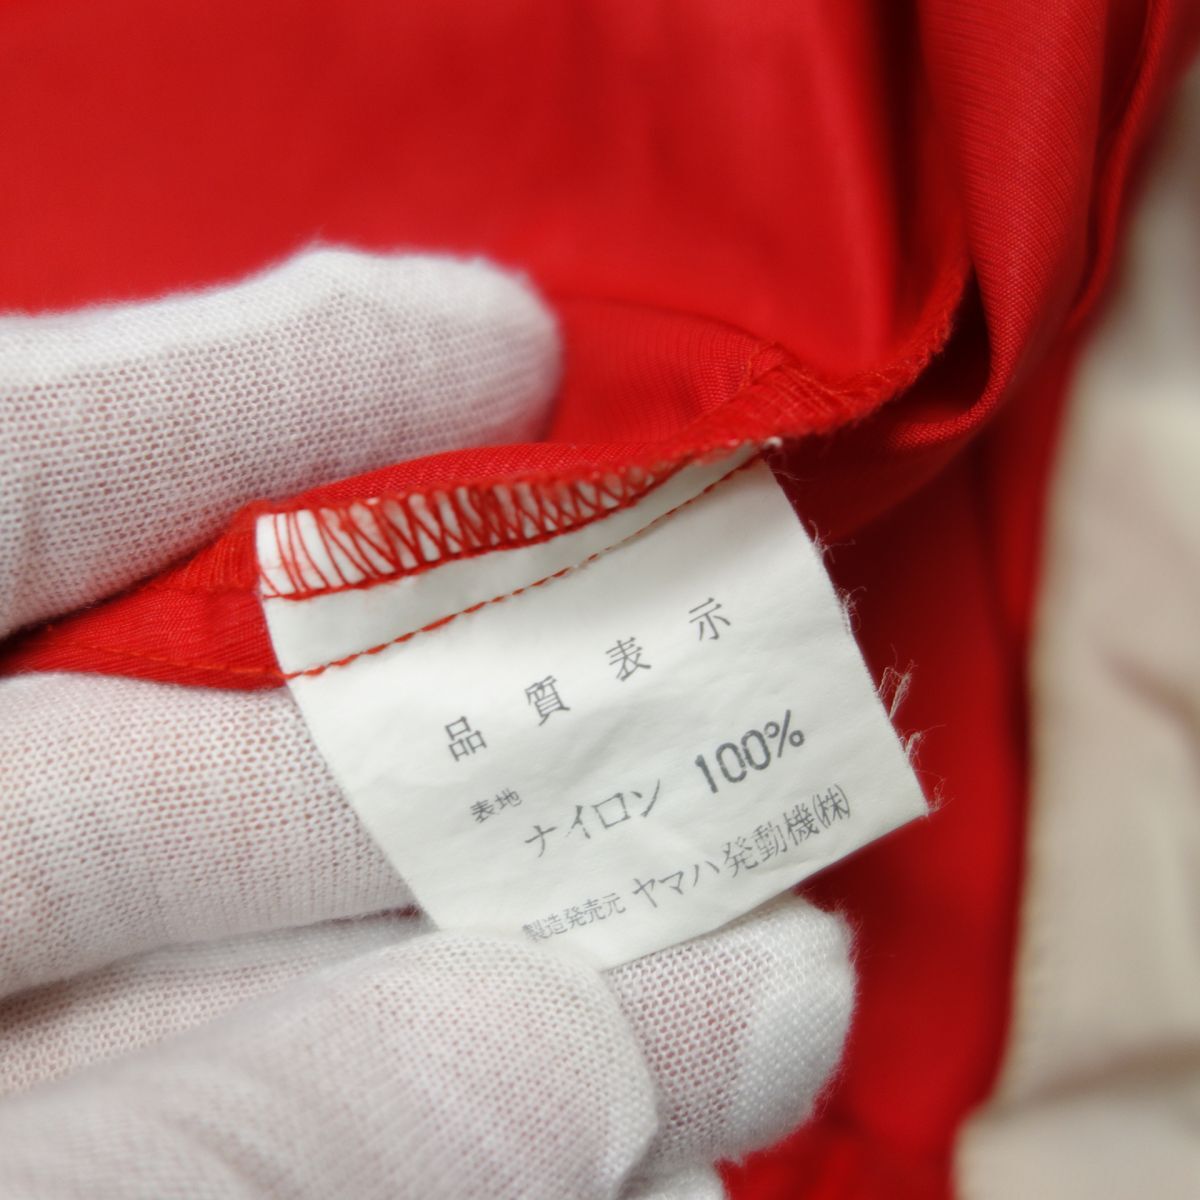 品質表示
表地 ナイロン 100%
製造発売元 ヤマハ発動機(株)